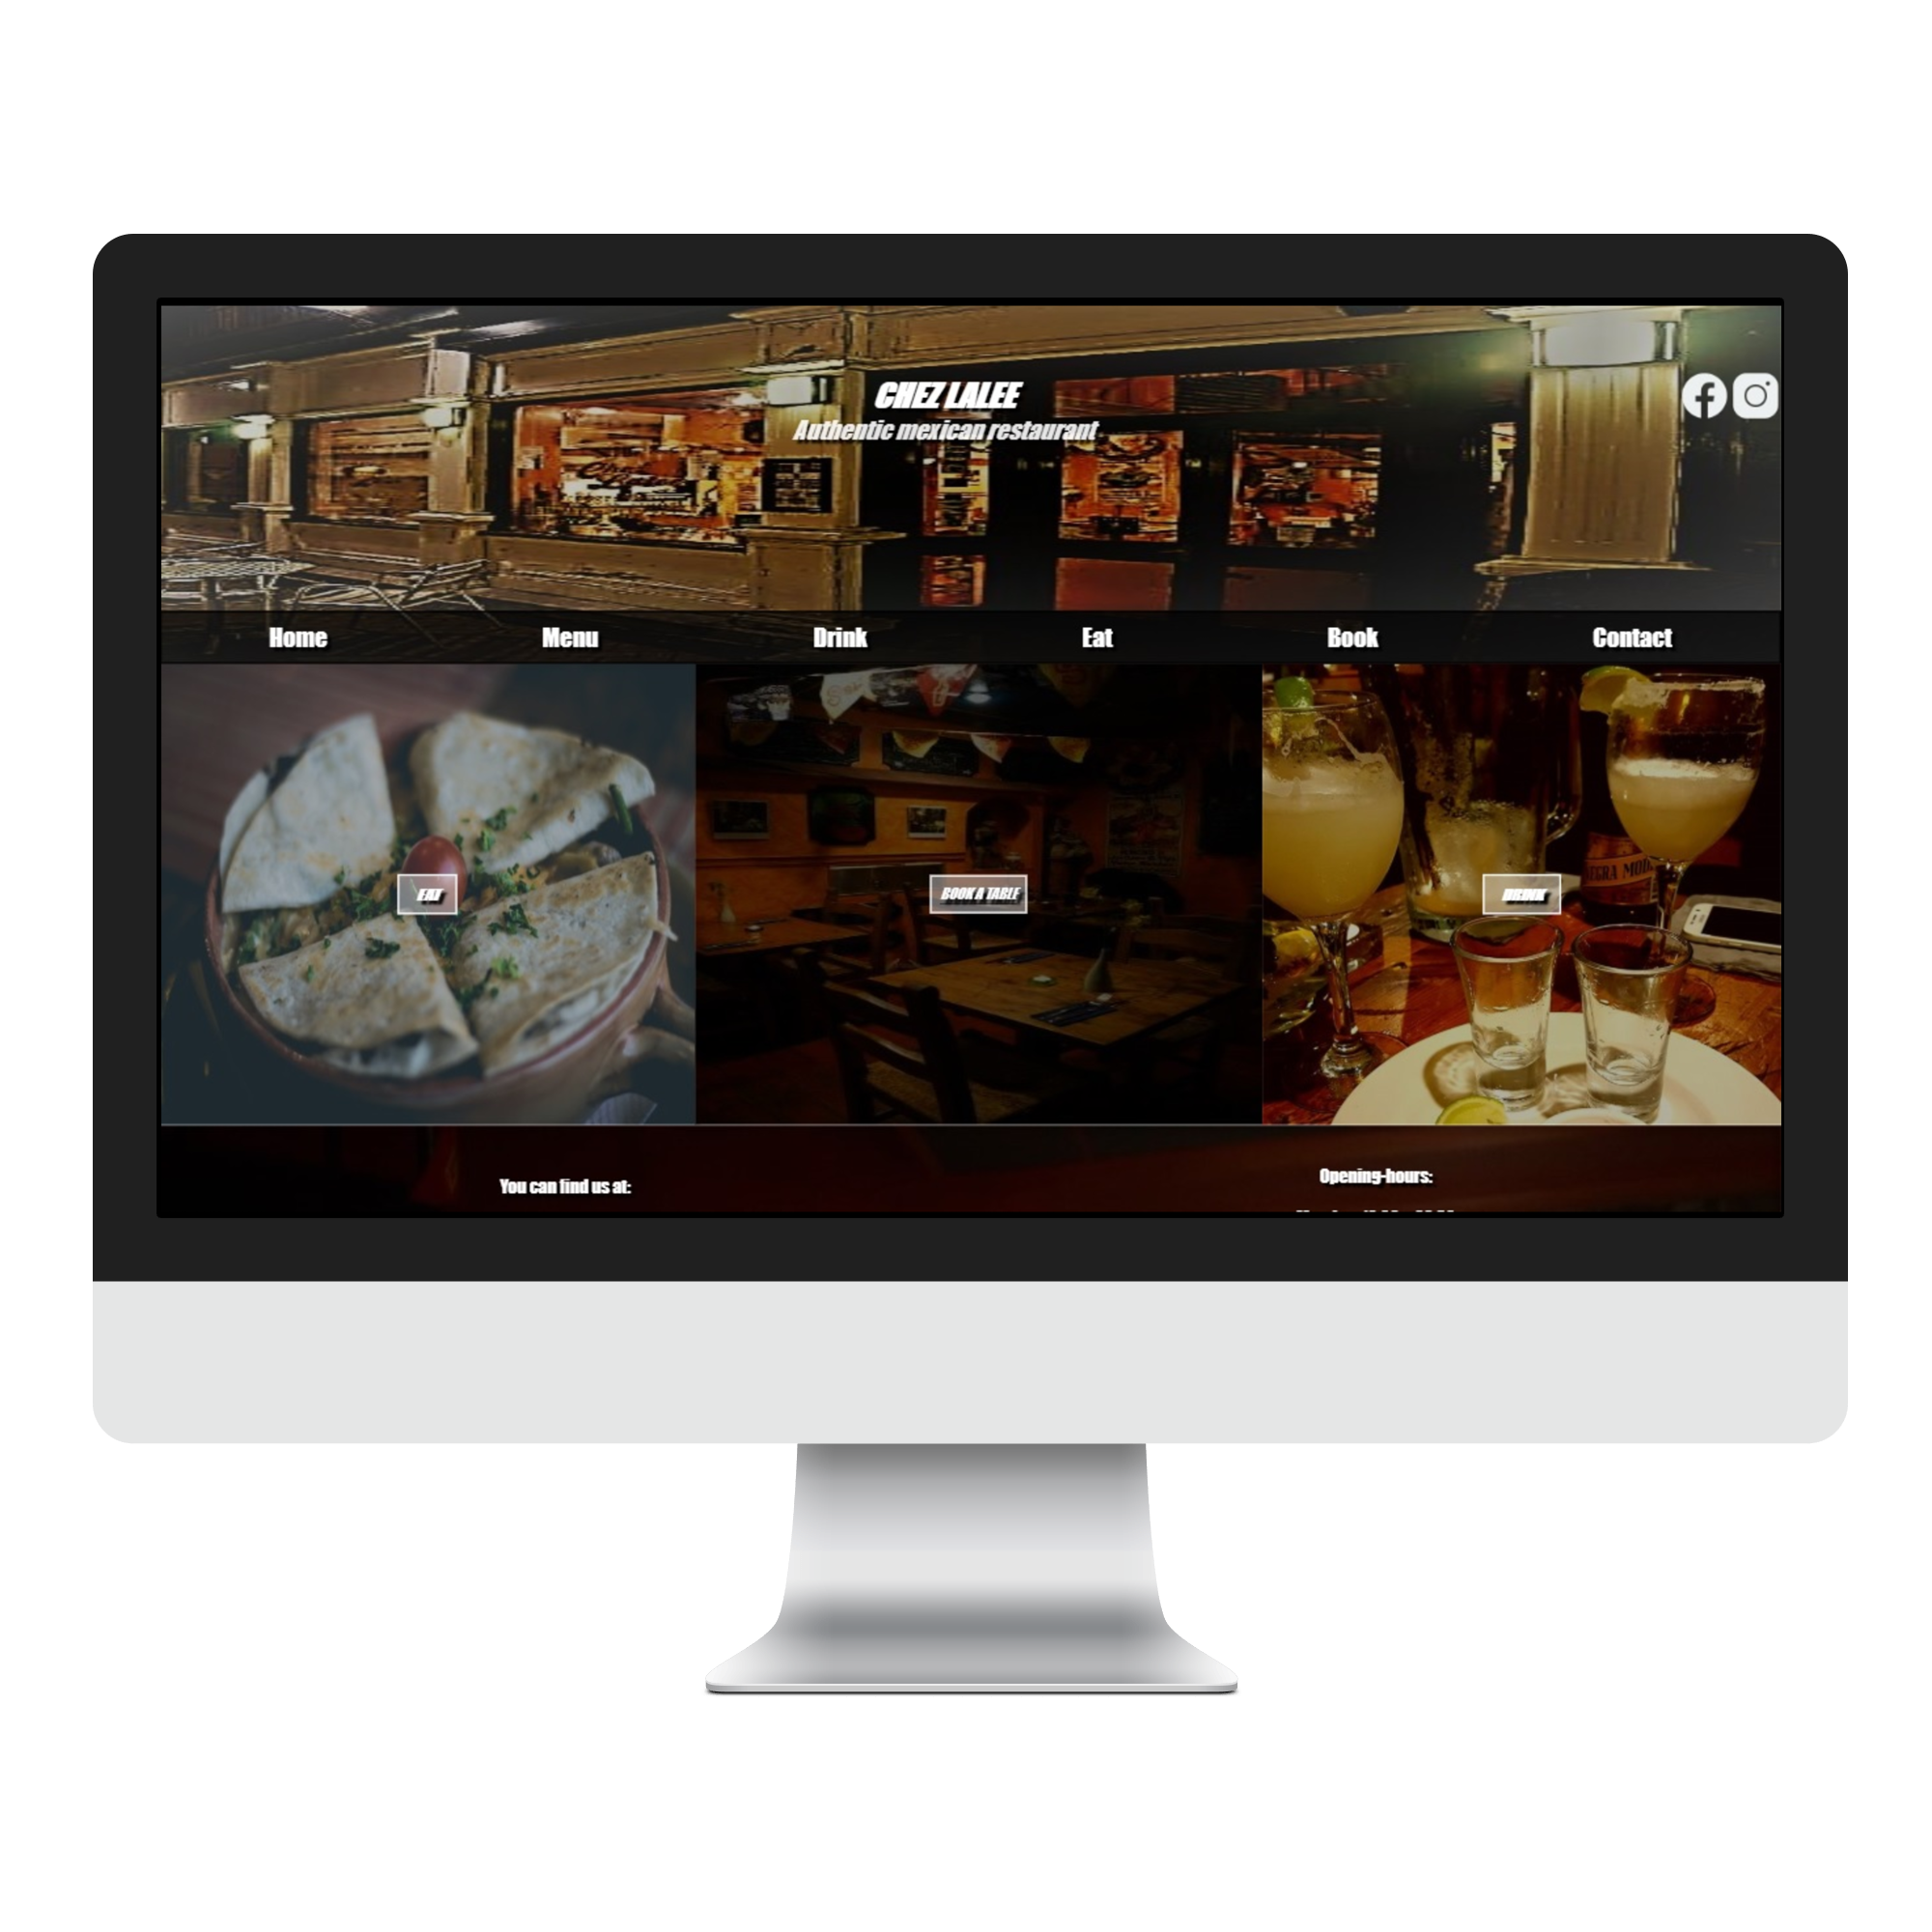 CHEZ LALEE
Authentic mexican restaurant
Home Menu Drink Eat Book Contact
EAT
BOOK A TABLE
DRINK
You can find us at:
Opening-hours: